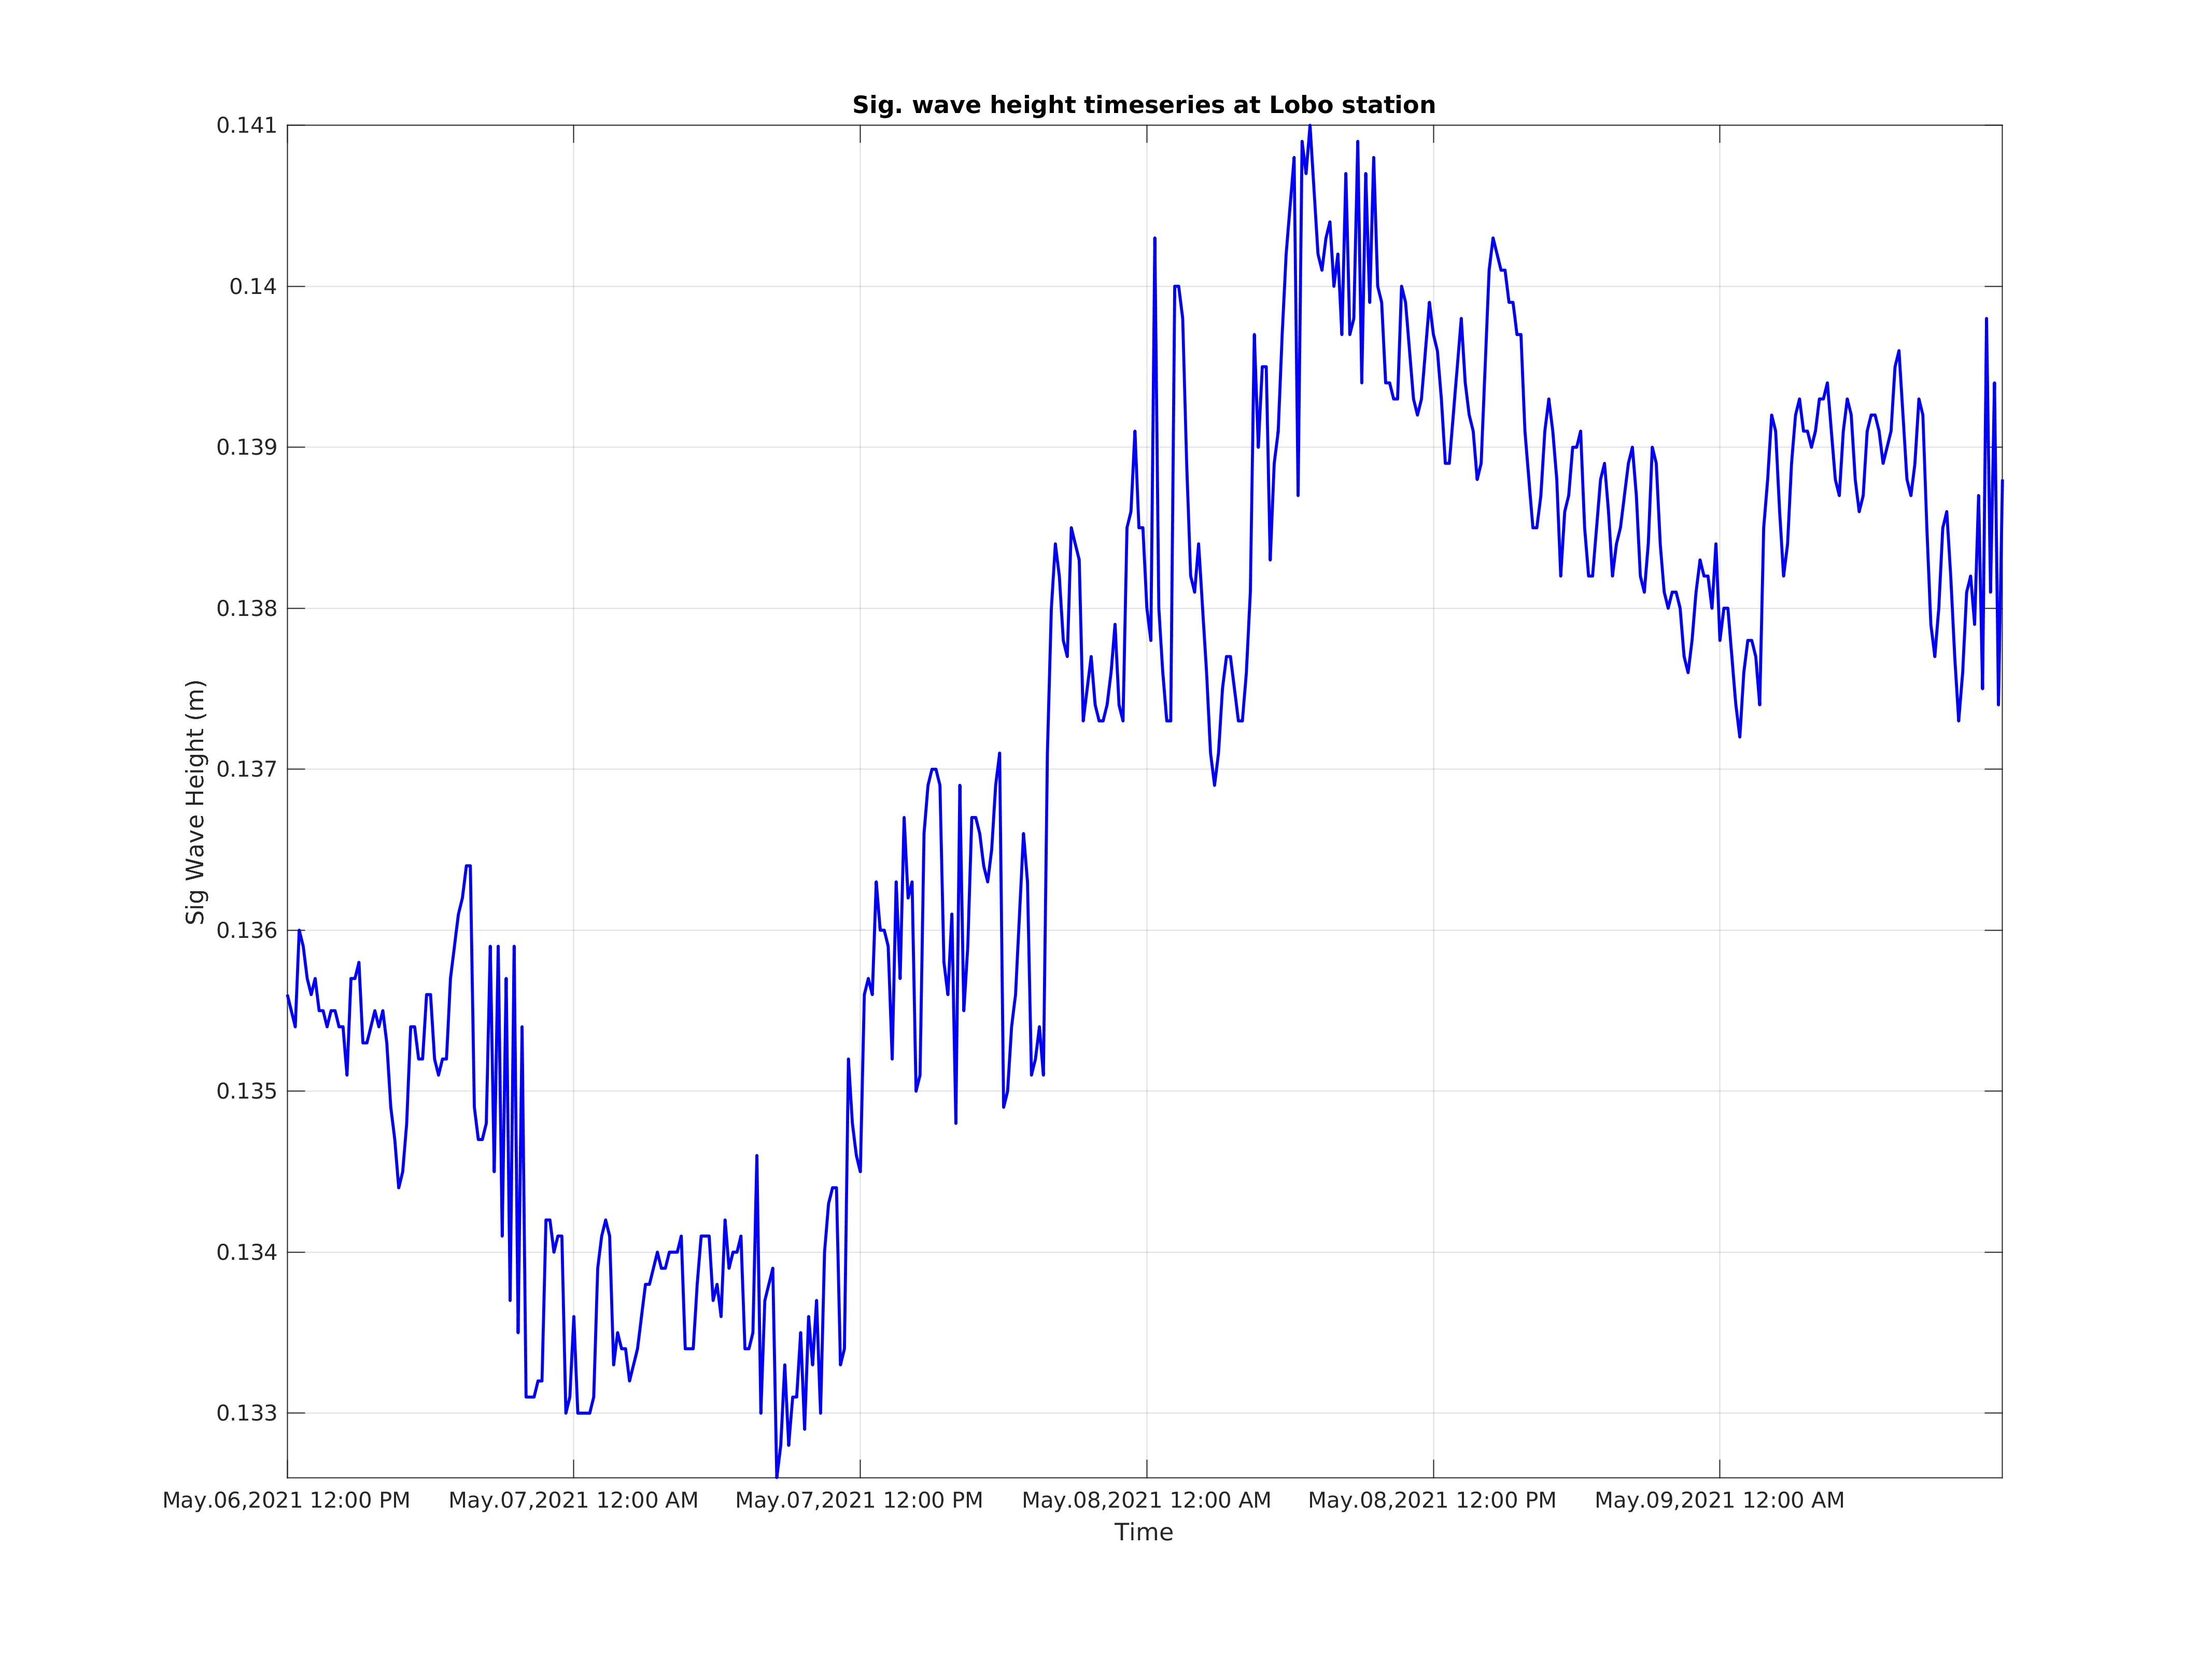 Sig. wave height timeseries at Lobo station
0.141
0.14
0.139
0.138
0.137
0.136
0.135
0.134
0.133
Sig Wave Height (m)
May.06,2021 12:00 PM May.07,2021 12:00 AM May.07,2021 12:00 PM May.08,2021 12:00 AM May.08,2021 12:00 PM May.09,2021 12:00 AM
Time